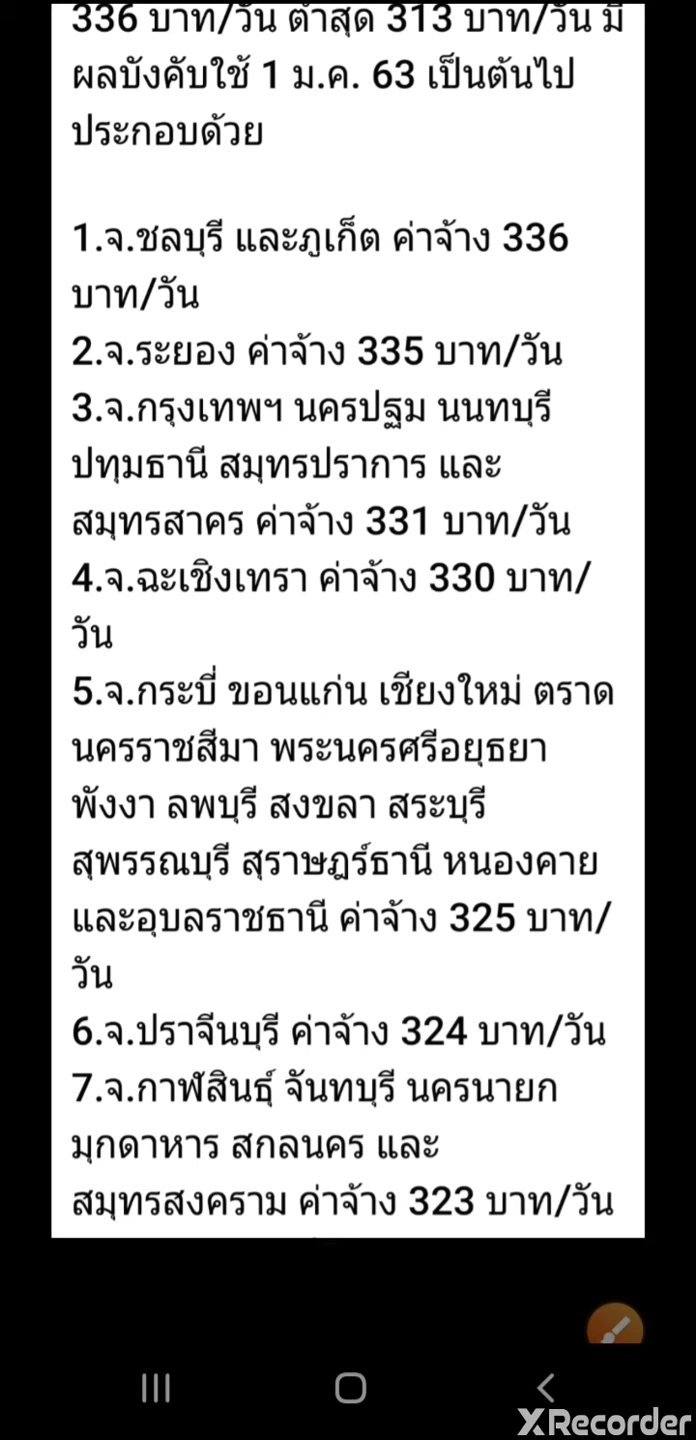 336 บาท/วัน ต่ำสุด 313 บาท/วัน มี
ผลบังคับใช้ 1 ม.ค. 63 เป็นต้นไป
ประกอบด้วย
1.จ.ชลบุรี และภูเก็ต ค่าจ้าง 336
บาท/วัน
2.จ.ระยอง ค่าจ้าง 335 บาท/วัน
3.จ.กรุงเทพฯ นครปฐม นนทบุรี
ปทุมธานี สมุทรปราการ และ
สมุทรสาคร ค่าจ้าง 331 บาท/วัน
4.จ.ฉะเชิงเทรา ค่าจ้าง 330 บาท/
วัน
5.จ.กระบี่ ขอนแก่น เชียงใหม่ ตราด
นครราชสีมา พระนครศรีอยุธยา
พังงา ลพบุรี สงขลา สระบุรี
สุพรรณบุรี สุราษฎร์ธานี หนองคาย
และอุบลราชธานี ค่าจ้าง 325 บาท/
วัน
6.จ.ปราจีนบุรี ค่าจ้าง 324 บาท/วัน
7.จ.กาฬสินธุ์ จันทบุรี นครนายก
มุกดาหาร สกลนคร และ
สมุทรสงคราม ค่าจ้าง 323 บาท/วัน
XRecorder